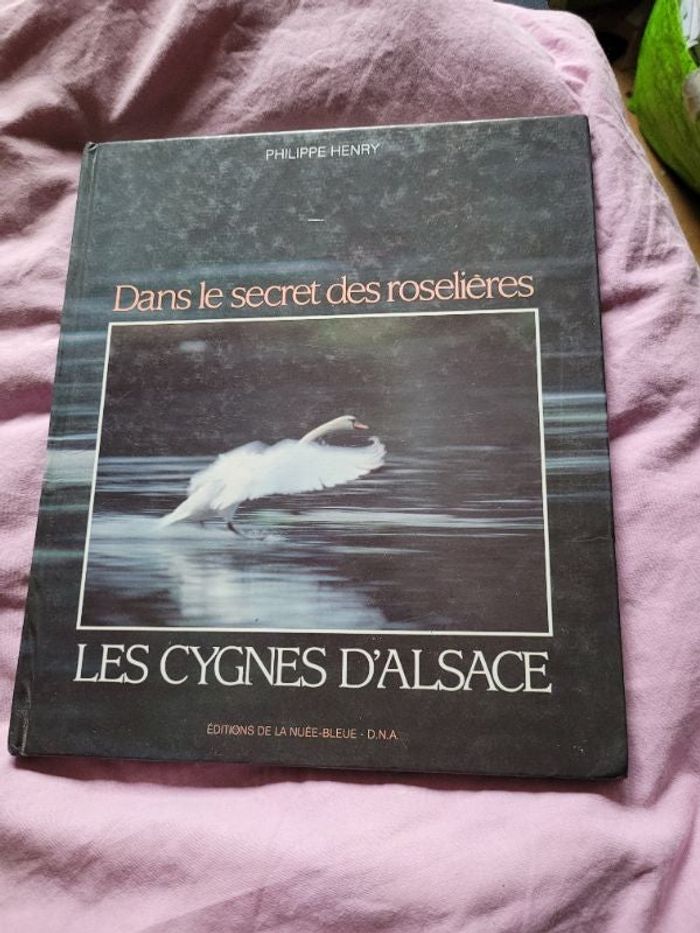 PHILIPPE HENRY
Dans le secret des roselières
LES CYGNES D'ALSACE
ÉDITIONS DE LA NUÉE-BLEUE - D.N.A.